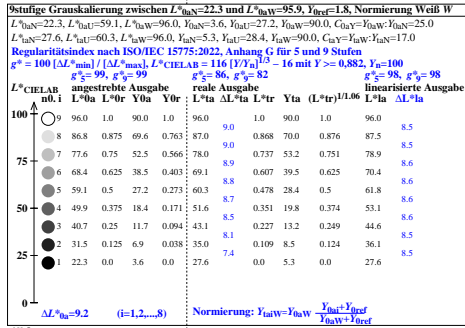 9stufige Grauskalierung zwischen L*0aN=22.3 und L*0aW=95.9, Y0ref=1.8, Normierung Weiß W
L*0aN=22.3, L*0aU=59.1, L*0aW=96.0, Y0aN=3.6, Y0aU=27.2, Y0aW=90.0, C0aY=Y0aW:Y0aN=25.0
L*taN=27.6, L*taU=60.3, L*taW=96.0, YtaN=5.3, YtaU=28.4, YtaW=90.0, CtaY=YtaW:YtaN=17.0
Regularitätsindex nach ISO/IEC 15775:2022, Anhang G für 5 und 9 Stufen
g* = 100 [ΔL*min] / [ΔL*max], L*CIELAB = 116 [Y/Yn]1/3 - 16 mit Y >= 0,882, Yn=100
g*5= 99, g*9= 99 g*5= 86, g*9= 82 g*5= 98, g*9= 98
L*CIELAB angestrebte Ausgabe reale Ausgabe linearisierte Ausgabe
n0. i L*0a L*0r Y0a Y0r L*ta ΔL*ta L*tr Yta (L*tr)1/1.06 L*la ΔL*la
100
9 96.0 1.0 90.0 1.0 96.0 1.0 90.0 1.0 96.0
9.0 8.5
8 86.8 0.875 69.6 0.763 87.0 0.868 70.0 0.876 87.5
9.0 8.5
7 77.6 0.75 52.5 0.566 78.0 0.737 53.2 0.751 78.9
8.9 8.6
6 68.4 0.625 38.5 0.403 69.1 0.607 39.5 0.625 70.4
8.8 8.6
50
5 59.1 0.5 27.2 0.273 60.3 0.478 28.4 0.5 61.8
8.7 8.6
4 49.9 0.375 18.4 0.171 51.6 0.351 19.8 0.374 53.1
8.5 8.6
3 40.7 0.25 11.7 0.094 43.1 0.227 13.2 0.249 44.6
8.1 8.5
2 31.5 0.125 6.9 0.038 35.0 0.109 8.5 0.124 36.1
7.4 8.5
1 22.3 0.0 3.6 0.0 27.6 0.0 5.3 0.0 27.6
0
ΔL*0a=9.2 (i=1,2,...,8) Normierung: YtaiW=Y0aW Y0ai+Y0ref
Y0aW+Y0ref